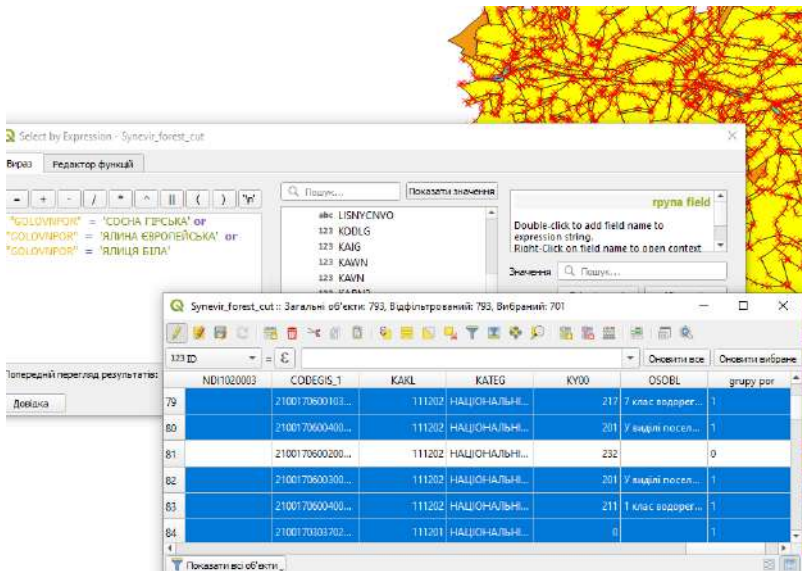 Select by Expression - Synevir_forest_cut
Вираз Редактор функцій
= + - / * ^ || ( ) '\n'
Пошук... Показати значення
група field
"GOLOVNPOR" = 'СОСНА ГІРСЬКА' or
"GOLOVNPOR" = 'ЯЛИНА ЄВРОПЕЙСЬКА' or
"GOLOVNPOR" = 'ЯЛИЦЯ БІЛА'
abc LISNYCNVO
123 KODLG
123 KAIG
123 KAWN
123 KAVN
Double-click to add field name to
expression string.
Right-Click on field name to open context
Значення Пошук...
Synevir_forest_cut :: Загальні об'єкти: 793, Відфільтрований: 793, Вибраний: 701
123 ID = ε Оновити все Оновити вибране
NDI1020003 CODEGIS_1 KAKL KATEG KY00 OSOBL grupy por
79 2100170600103... 111202 НАЦІОНАЛЬНІ... 217 7 клас водорег... 1
80 2100170600400... 111202 НАЦІОНАЛЬНІ... 201 У виділі посел... 1
81 2100170600200... 111202 НАЦІОНАЛЬНІ... 232 0
82 2100170600300... 111202 НАЦІОНАЛЬНІ... 201 У виділі посел... 1
83 2100170600400... 111202 НАЦІОНАЛЬНІ... 211 1 клас водорег... 1
84 2100170303702... 111201 НАЦІОНАЛЬНІ... 0 1
Попередній перегляд результатів:
Довідка
Показати всі об'єкти